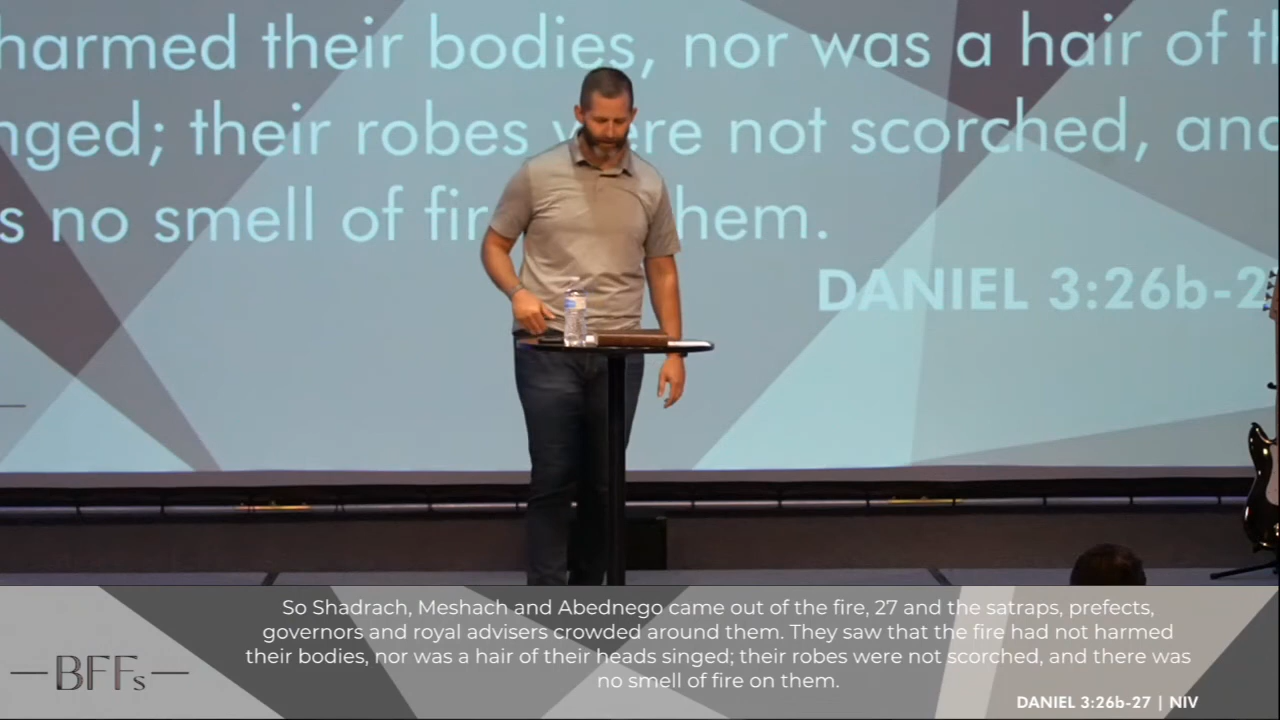 harmed their bodies, nor was a hair of th
nged; their robes were not scorched, and
s no smell of fir hem.
DANIEL 3:26b-2
So Shadrach, Meshach and Abednego came out of the fire, 27 and the satraps, prefects,
governors and royal advisers crowded around them. They saw that the fire had not harmed
their bodies, nor was a hair of their heads singed; their robes were not scorched, and there was
no smell of fire on them.
DANIEL 3:26b-27 | NIV
BFFs